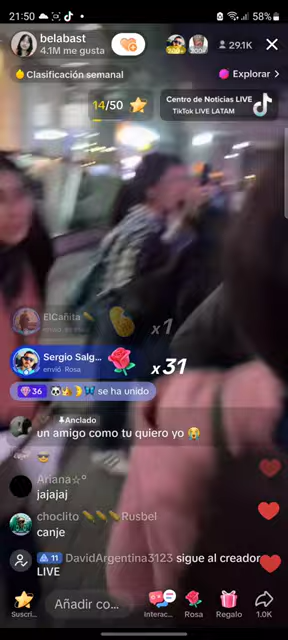 21:50
58%
belabast
4.1M me gusta
29.1K
Clasificación semanal
Explorar >
14/50
Centro de Noticias LIVE
TikTok LIVE LATAM
ElCañita
x1
Sergio Salg...
envió Rosa
x31
36
se ha unido
Anclado
un amigo como tu quiero yo
Ariana☆°
jajajaj
choclito 🌽🌽🌽Rusbel
canje
11 DavidArgentina3123 sigue al creador
LIVE
Añadir co...
Suscri...
Interac...
Rosa
Regalo
1.0K